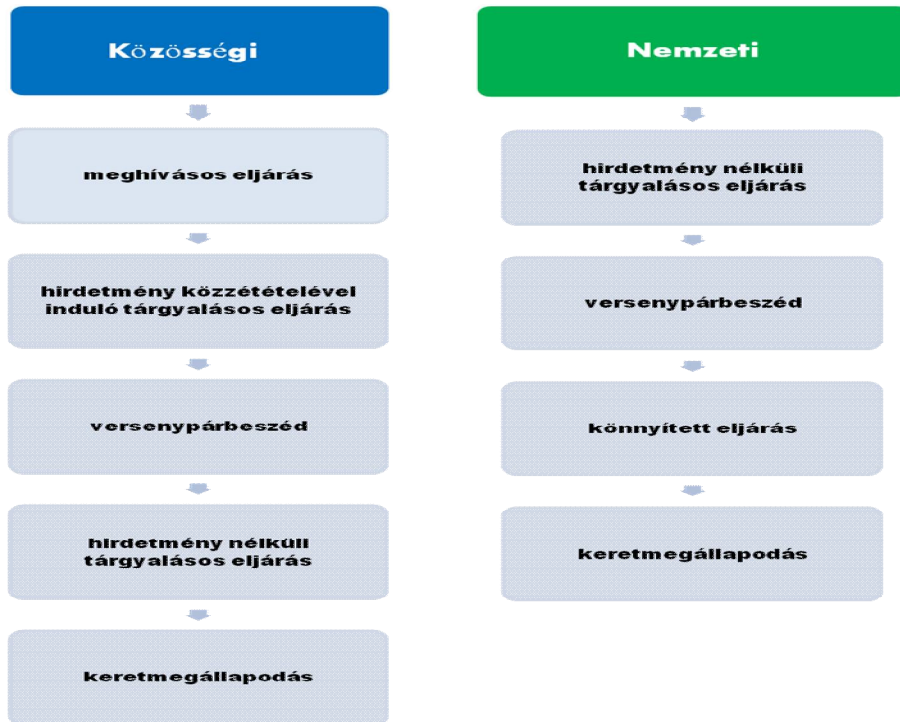 Közösségi
meghívásos eljárás
hirdetmény közzétételével
induló tárgyalásos eljárás
versenypárbeszéd
hirdetmény nélküli
tárgyalásos eljárás
keretmegállapodás
Nemzeti
hirdetmény nélküli
tárgyalásos eljárás
versenypárbeszéd
könnyített eljárás
keretmegállapodás